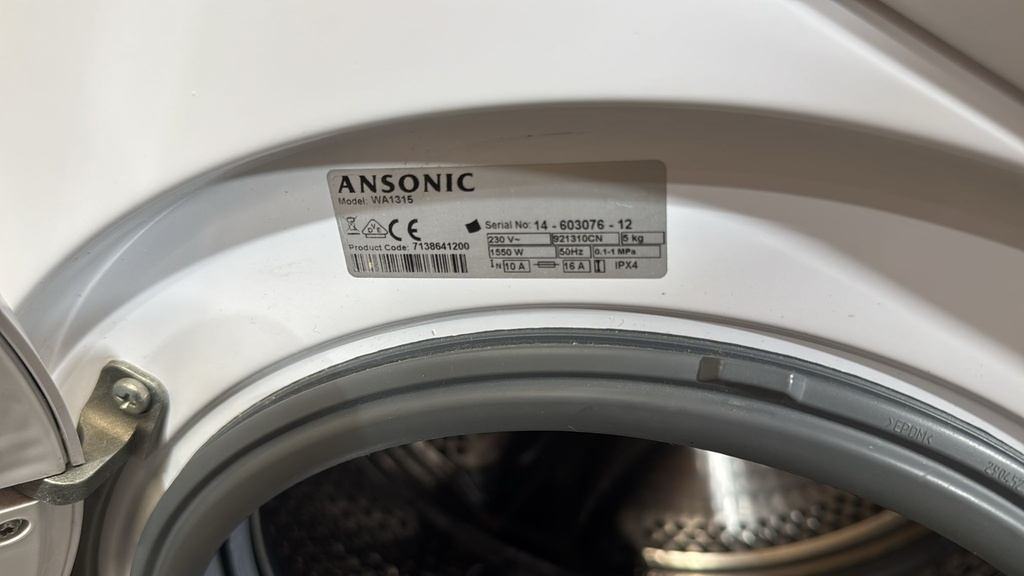 ANSONIC
Model: WA1315
Serial No: 14 - 603076 - 12
Product Code: 7138641200
230 V~ 921310CN 5 kg
1550 W 50Hz 0.1-1 MPa
IN 10 A 16 A IPX4
>EPDM<